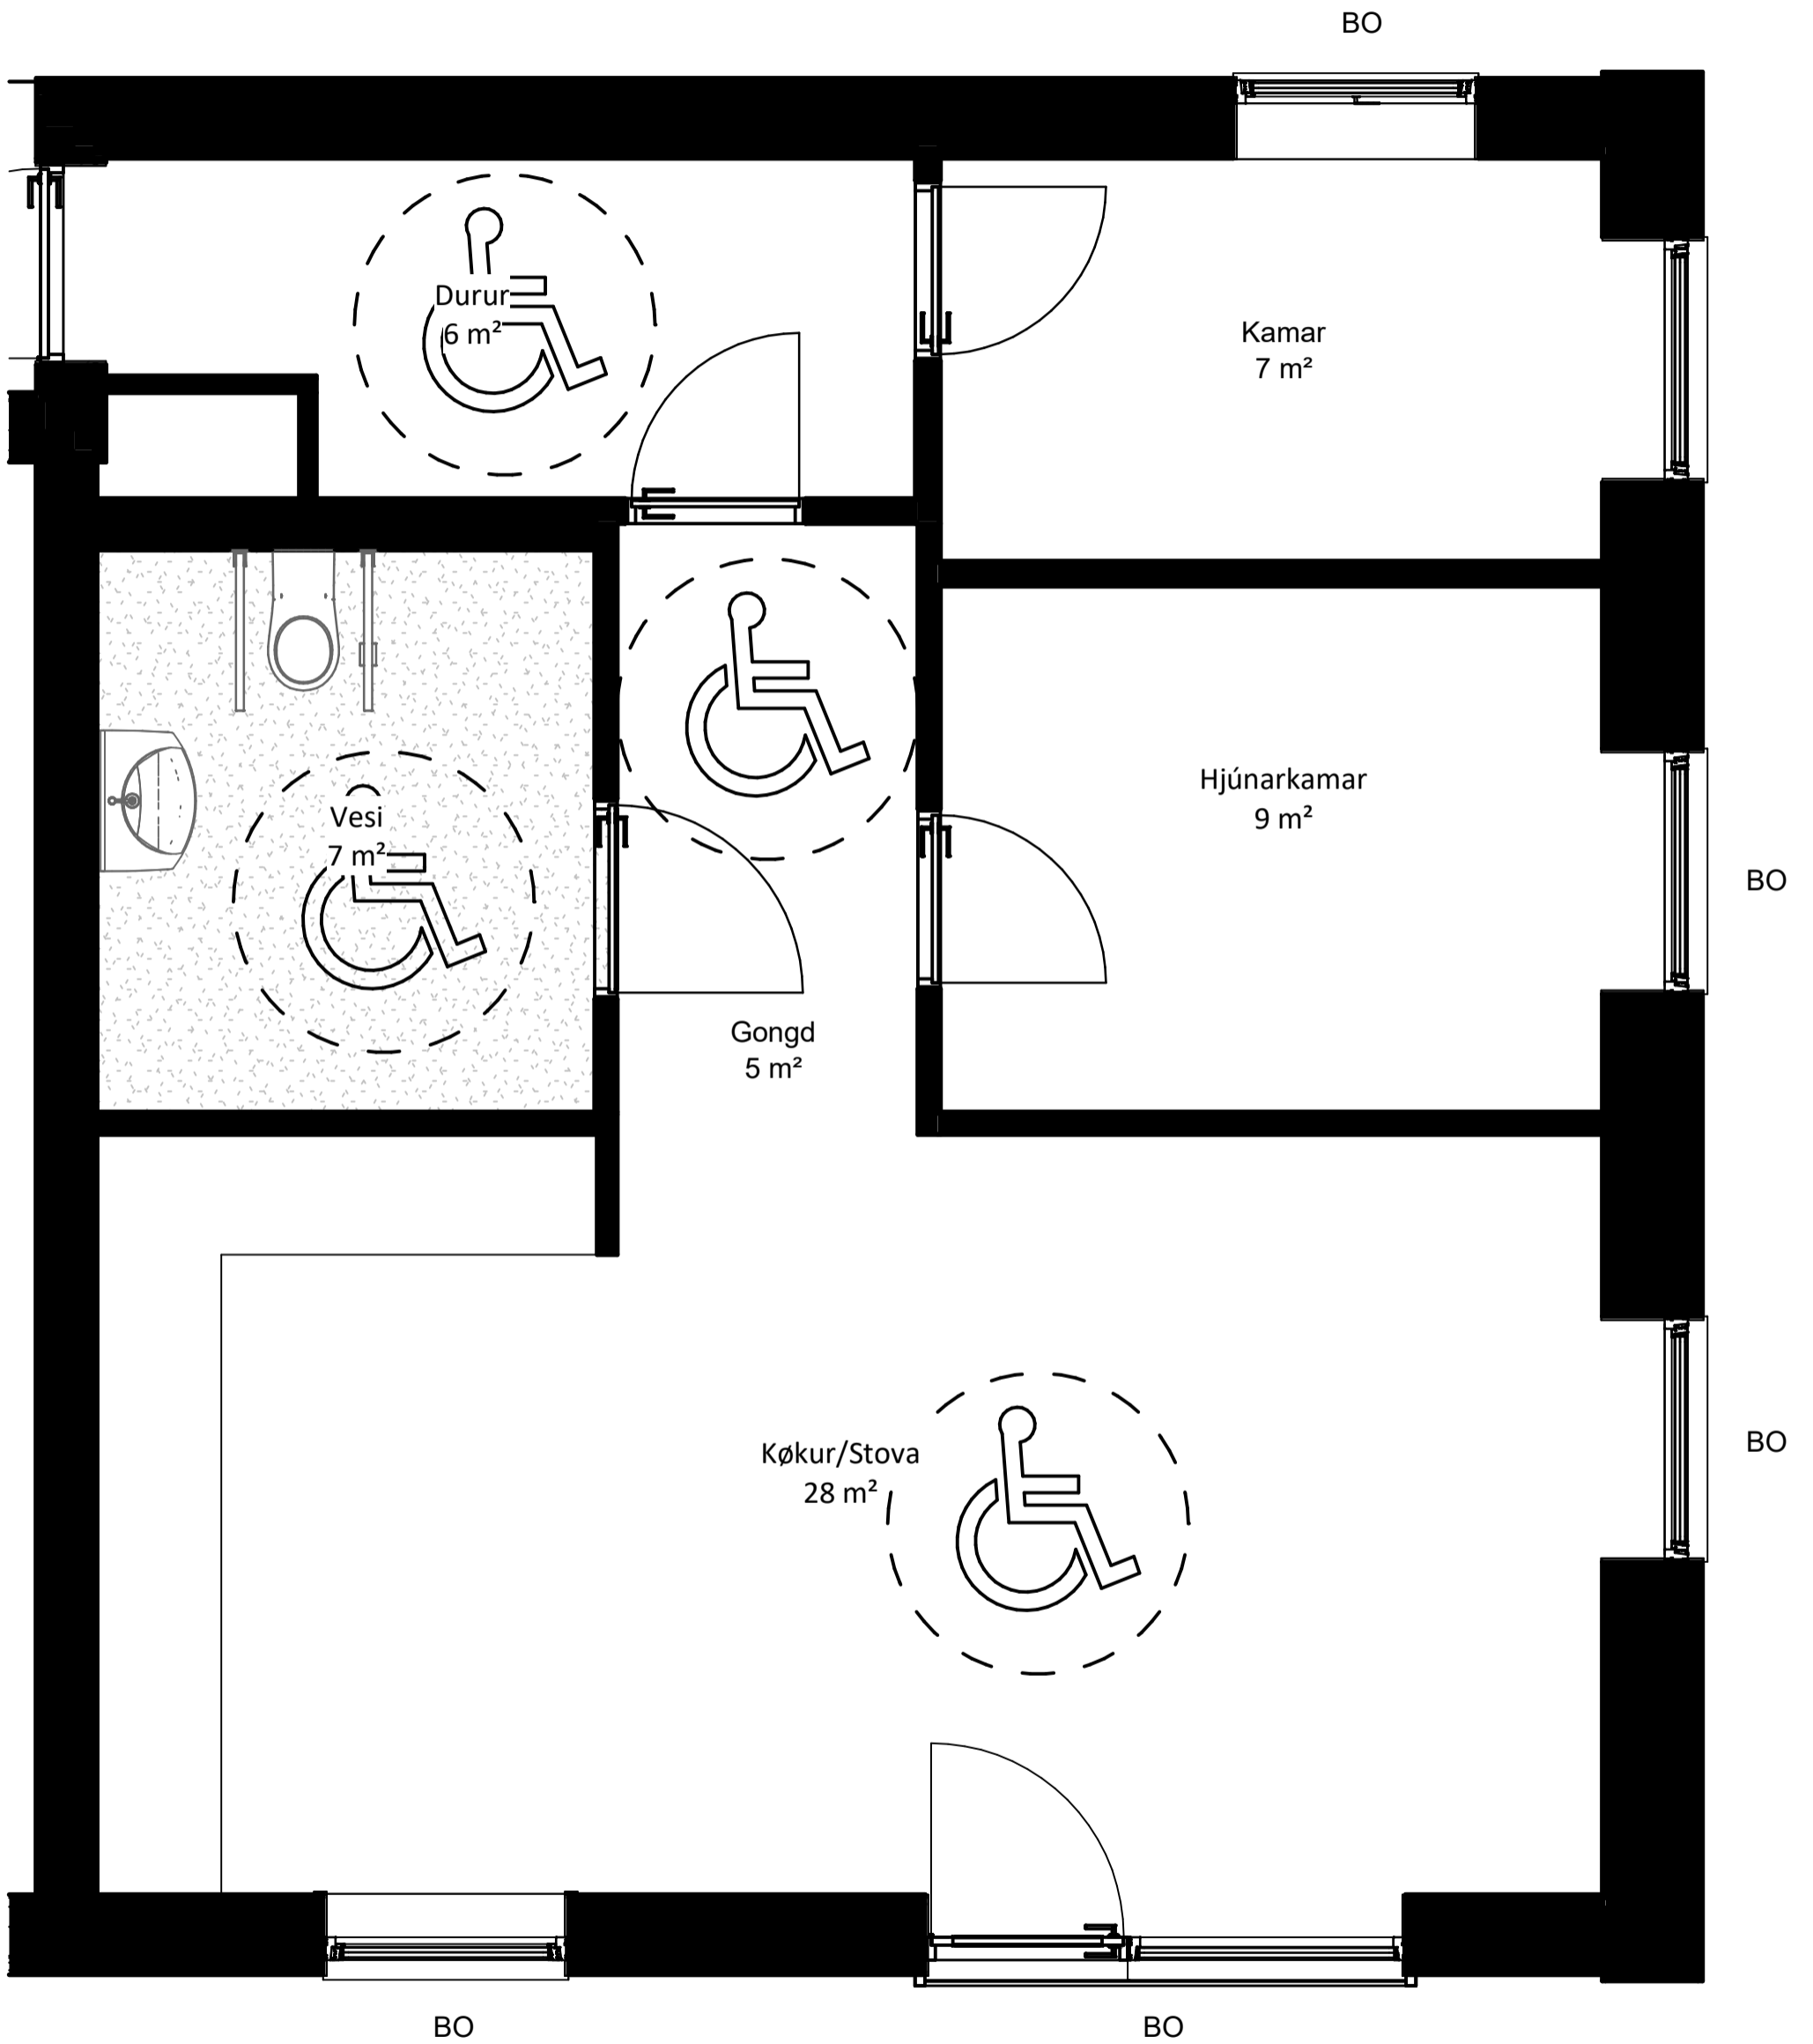 BO
Durur
6 m²
Kamar
7 m²
Vesi
7 m²
Hjúnarkamar
9 m²
BO
Gongd
5 m²
Køkur/Stova
28 m²
BO
BO
BO